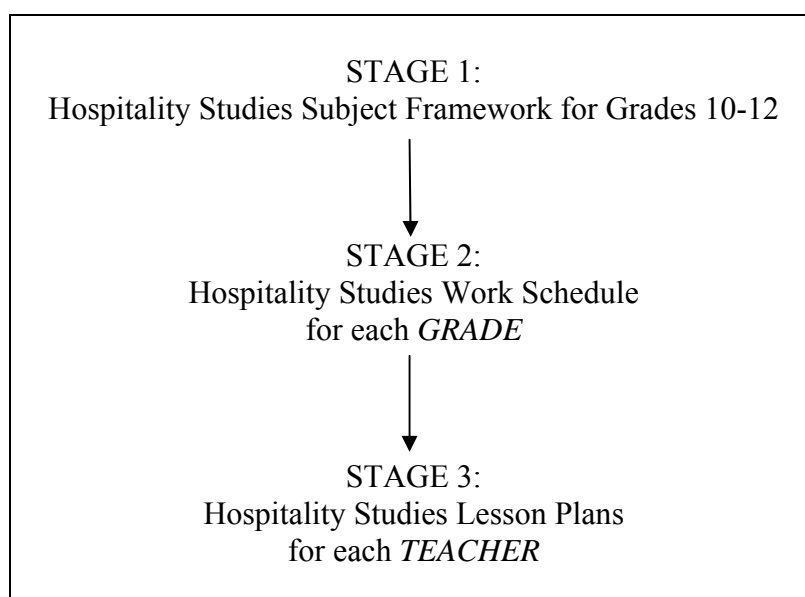 STAGE 1:
Hospitality Studies Subject Framework for Grades 10-12
STAGE 2:
Hospitality Studies Work Schedule
for each GRADE
STAGE 3:
Hospitality Studies Lesson Plans
for each TEACHER